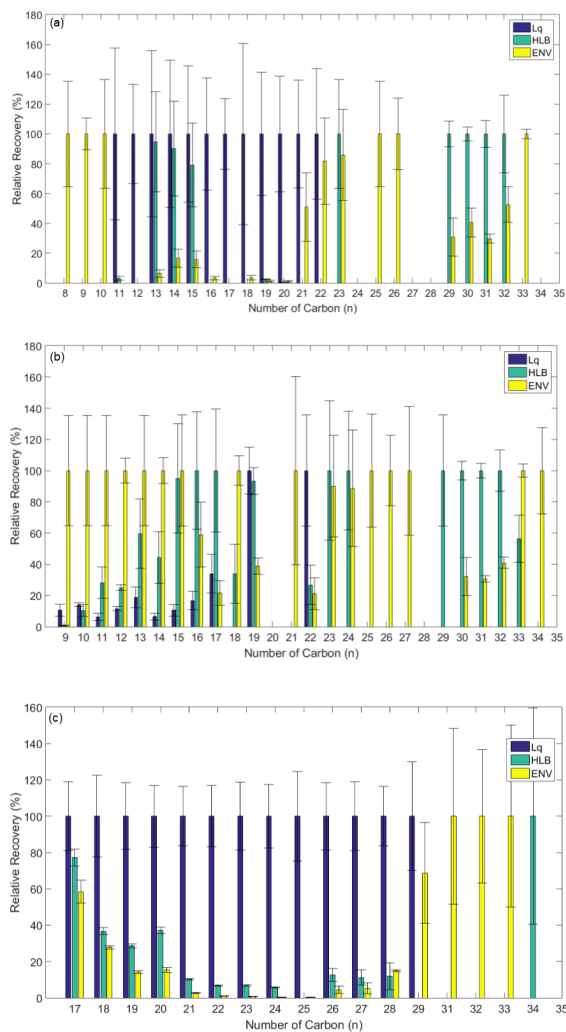 (a)
180
160
140
120
100
80
60
40
20
0
Relative Recovery (%)
Lq
HLB
ENV
8 9 10 11 12 13 14 15 16 17 18 19 20 21 22 23 24 25 26 27 28 29 30 31 32 33 34 35
Number of Carbon (n)
(b)
180
160
140
120
100
80
60
40
20
0
Relative Recovery (%)
Lq
HLB
ENV
9 10 11 12 13 14 15 16 17 18 19 20 21 22 23 24 25 26 27 28 29 30 31 32 33 34 35
Number of Carbon (n)
(c)
160
140
120
100
80
60
40
20
0
Relative Recovery (%)
Lq
HLB
ENV
17 18 19 20 21 22 23 24 25 26 27 28 29 30 31 32 33 34 35
Number of Carbon (n)